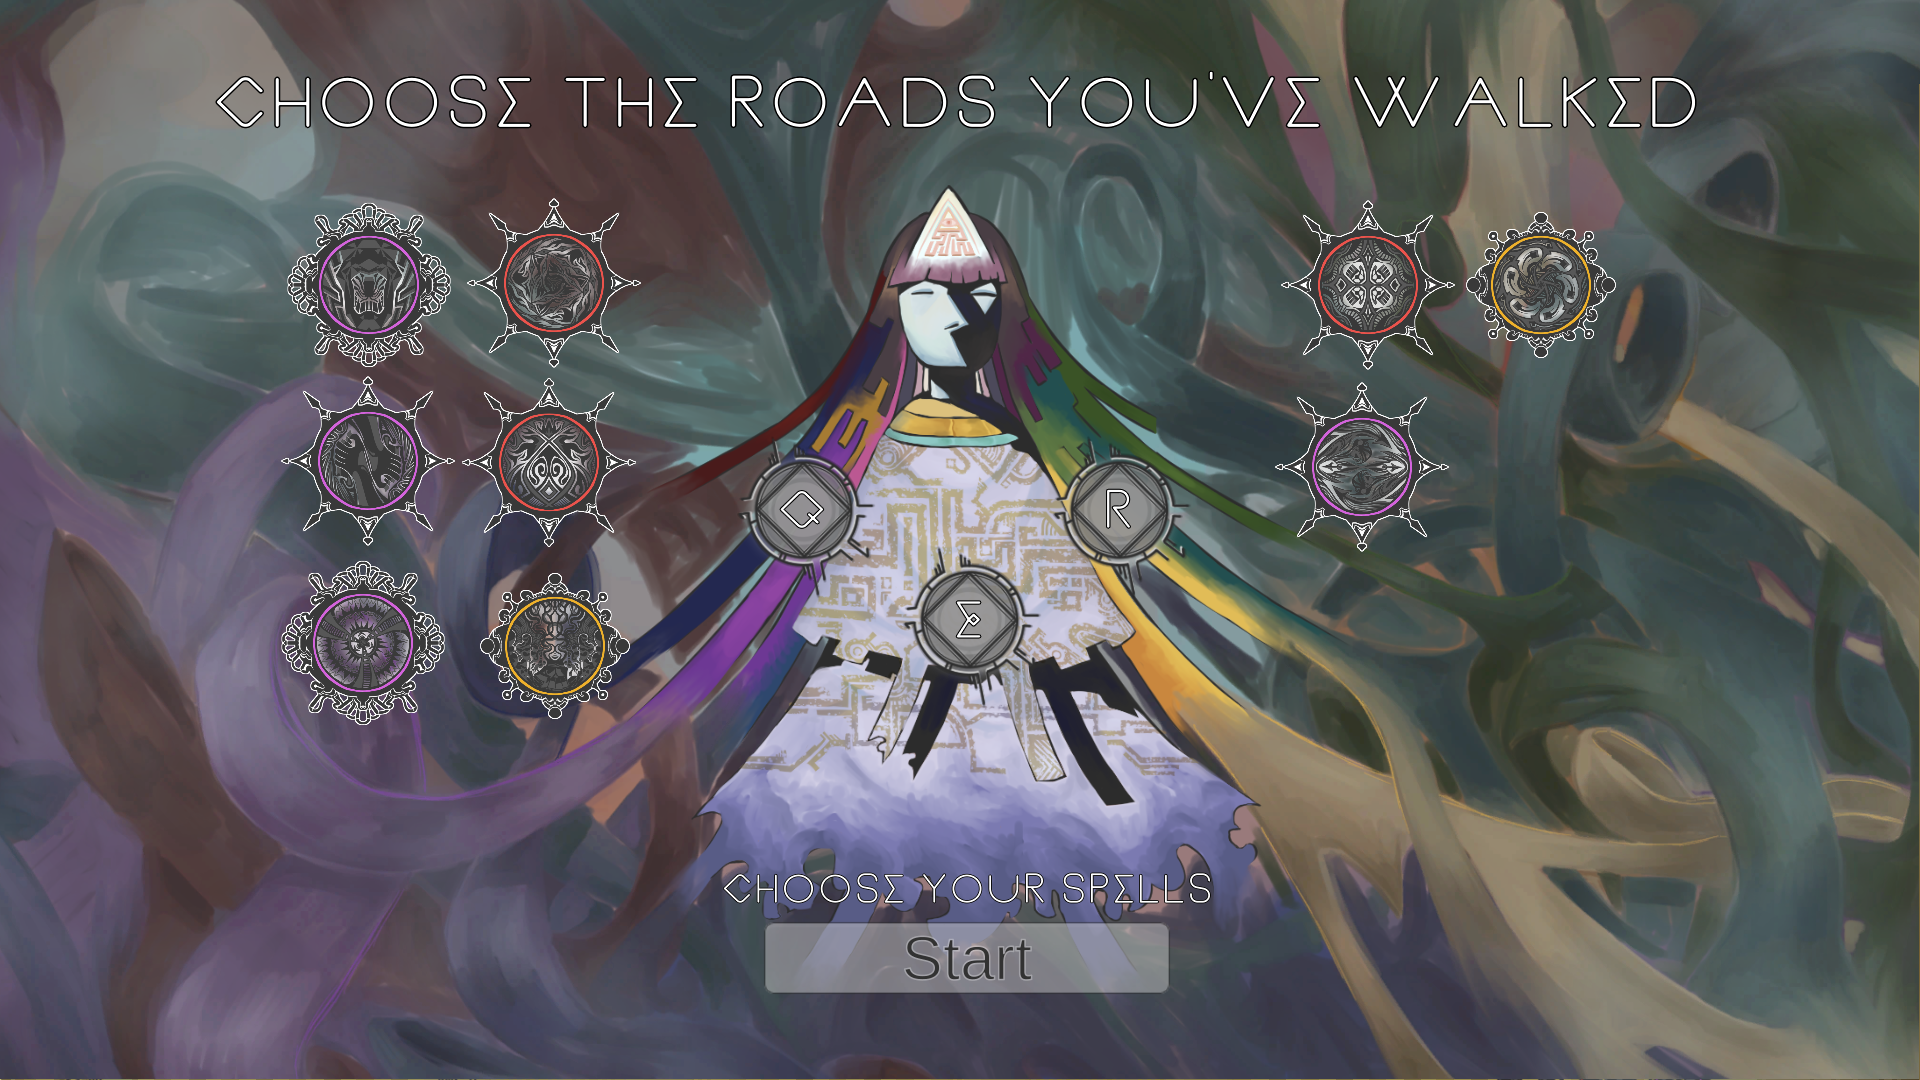 CHOOSE THE ROADS YOU'VE WALKED
Q
R
E
CHOOSE YOUR SPELLS
Start